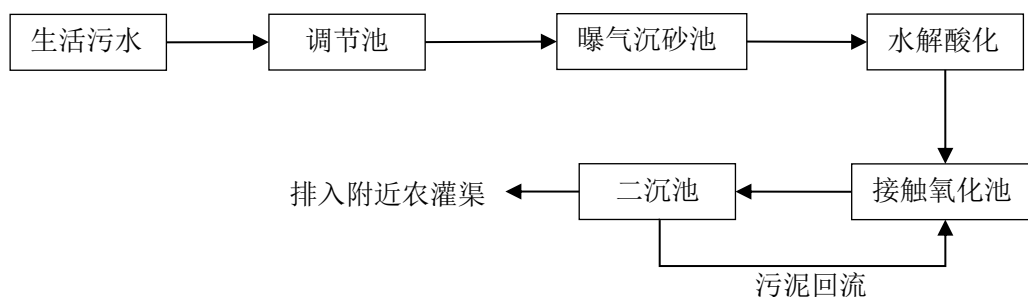 生活污水
调节池
曝气沉砂池
水解酸化
排入附近农灌渠
二沉池
接触氧化池
污泥回流